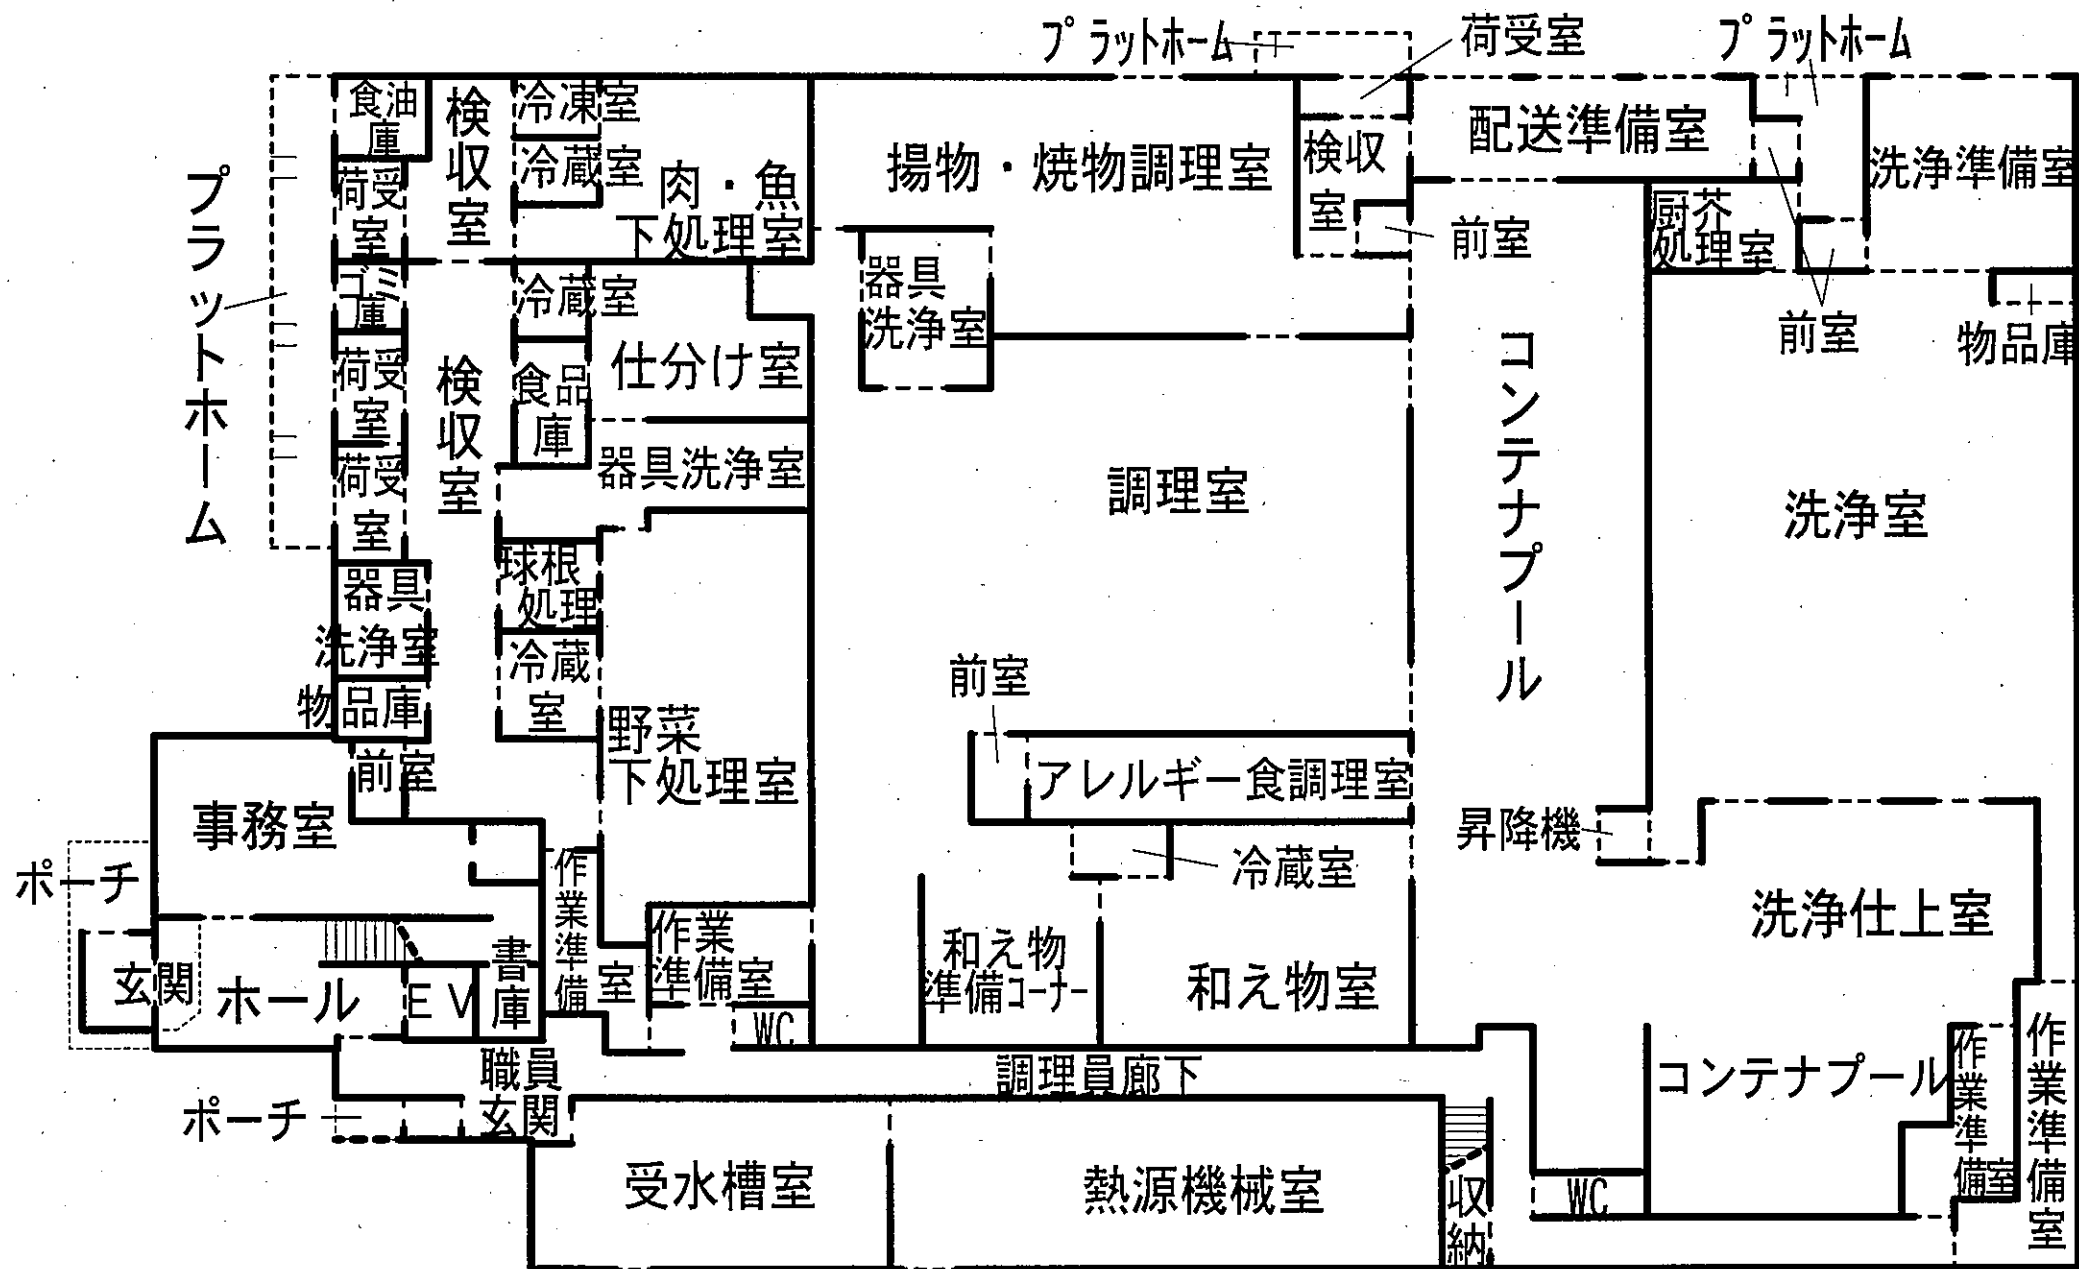 プラットホーム
荷受室
プラットホーム
食油
庫
検収室
冷凍室
冷蔵室
肉・魚
下処理室
揚物・焼物調理室
検収
室
配送準備室
洗浄準備室
荷受
室
前室
厨芥
処理室
前室
物品庫
プラットホーム
ゴミ
庫
冷蔵室
器具
洗浄室
仕分け室
荷受
室
検収室
食品
庫
器具洗浄室
荷受
室
調理室
コンテナプール
洗浄室
器具
洗浄室
球根
処理
冷蔵
室
物品庫
前室
野菜
下処理室
前室
アレルギー食調理室
事務室
昇降機
冷蔵室
ポーチ
作業準備
室
作業
準備室
和え物
準備コーナー
和え物室
洗浄仕上室
玄関
ホール
EV
書
庫
WC
職員
玄関
調理員廊下
コンテナプール
作業準
備室
作業準備室
ポーチ
受水槽室
熱源機械室
収納
WC